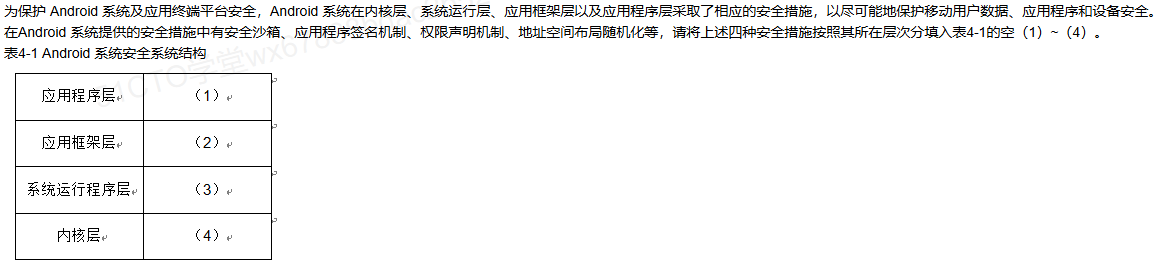 为保护 Android 系统及应用终端平台安全，Android 系统在内核层、系统运行层、应用框架层以及应用程序层采取了相应的安全措施，以尽可能地保护移动用户数据、应用程序和设备安全。
在Android 系统提供的安全措施中有安全沙箱、应用程序签名机制、权限声明机制、地址空间布局随机化等，请将上述四种安全措施按照其所在层次分填入表4-1的空（1）~（4）。
表4-1 Android 系统安全系统结构
应用程序层 （1）
应用框架层 （2）
系统运行程序层 （3）
内核层 （4）